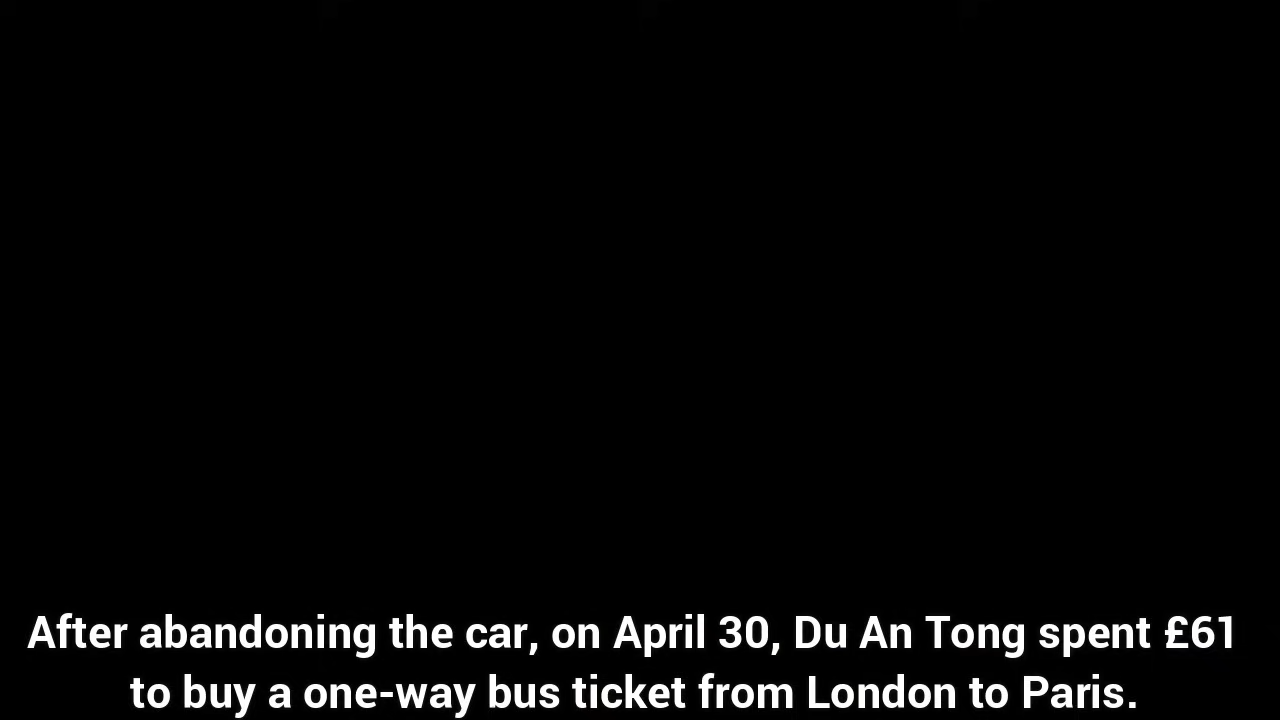 After abandoning the car, on April 30, Du An Tong spent £61
to buy a one-way bus ticket from London to Paris.